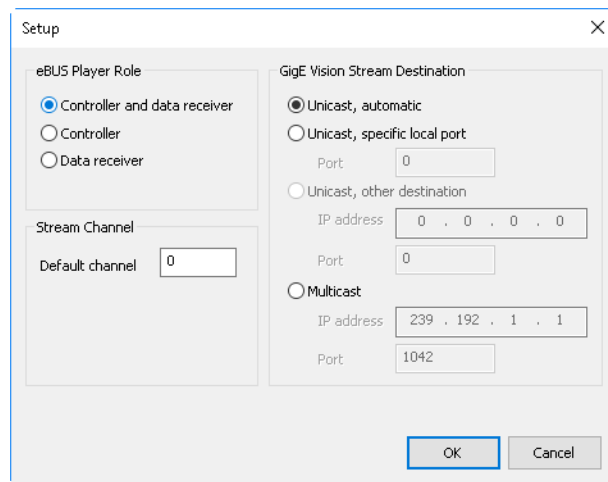 Setup
eBUS Player Role
Controller and data receiver
Controller
Data receiver
Stream Channel
Default channel 0
GigE Vision Stream Destination
Unicast, automatic
Unicast, specific local port
Port 0
Unicast, other destination
IP address 0 . 0 . 0 . 0
Port 0
Multicast
IP address 239 . 192 . 1 . 1
Port 1042
OK Cancel